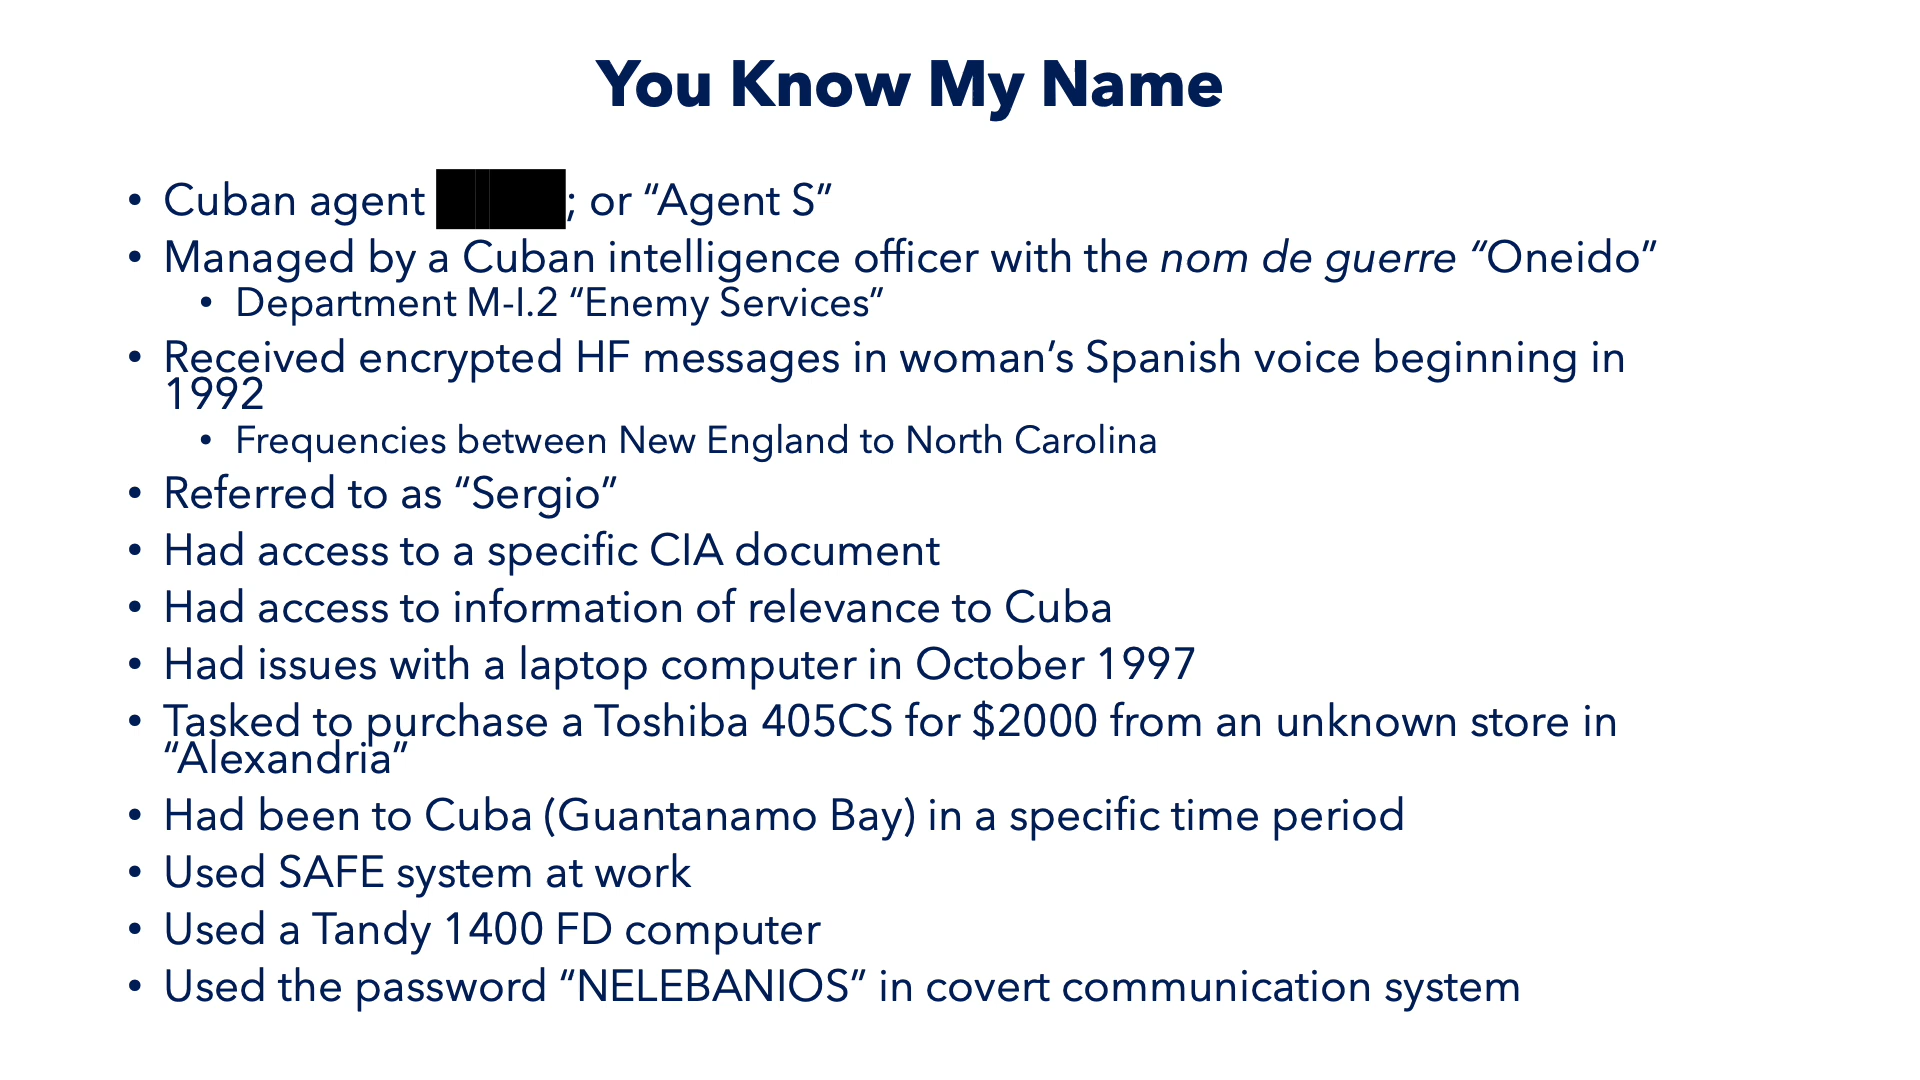 You Know My Name
• Cuban agent ; or “Agent S”
• Managed by a Cuban intelligence officer with the nom de guerre “Oneido”
• Department M-I.2 “Enemy Services”
• Received encrypted HF messages in woman’s Spanish voice beginning in
1992
• Frequencies between New England to North Carolina
• Referred to as “Sergio”
• Had access to a specific CIA document
• Had access to information of relevance to Cuba
• Had issues with a laptop computer in October 1997
• Tasked to purchase a Toshiba 405CS for $2000 from an unknown store in
“Alexandria”
• Had been to Cuba (Guantanamo Bay) in a specific time period
• Used SAFE system at work
• Used a Tandy 1400 FD computer
• Used the password “NELEBANIOS” in covert communication system